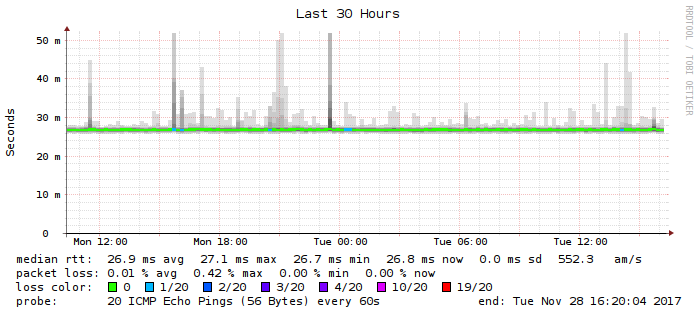 Last 30 Hours
RRDTOOL / TOBI OETIKER
Seconds
50 m
40 m
30 m
20 m
10 m
0
Mon 12:00 Mon 18:00 Tue 00:00 Tue 06:00 Tue 12:00
median rtt: 26.9 ms avg 27.1 ms max 26.7 ms min 26.8 ms now 0.0 ms sd 552.3 am/s
packet loss: 0.01 % avg 0.42 % max 0.00 % min 0.00 % now
loss color: 0 1/20 2/20 3/20 4/20 10/20 19/20
probe: 20 ICMP Echo Pings (56 Bytes) every 60s end: Tue Nov 28 16:20:04 2017